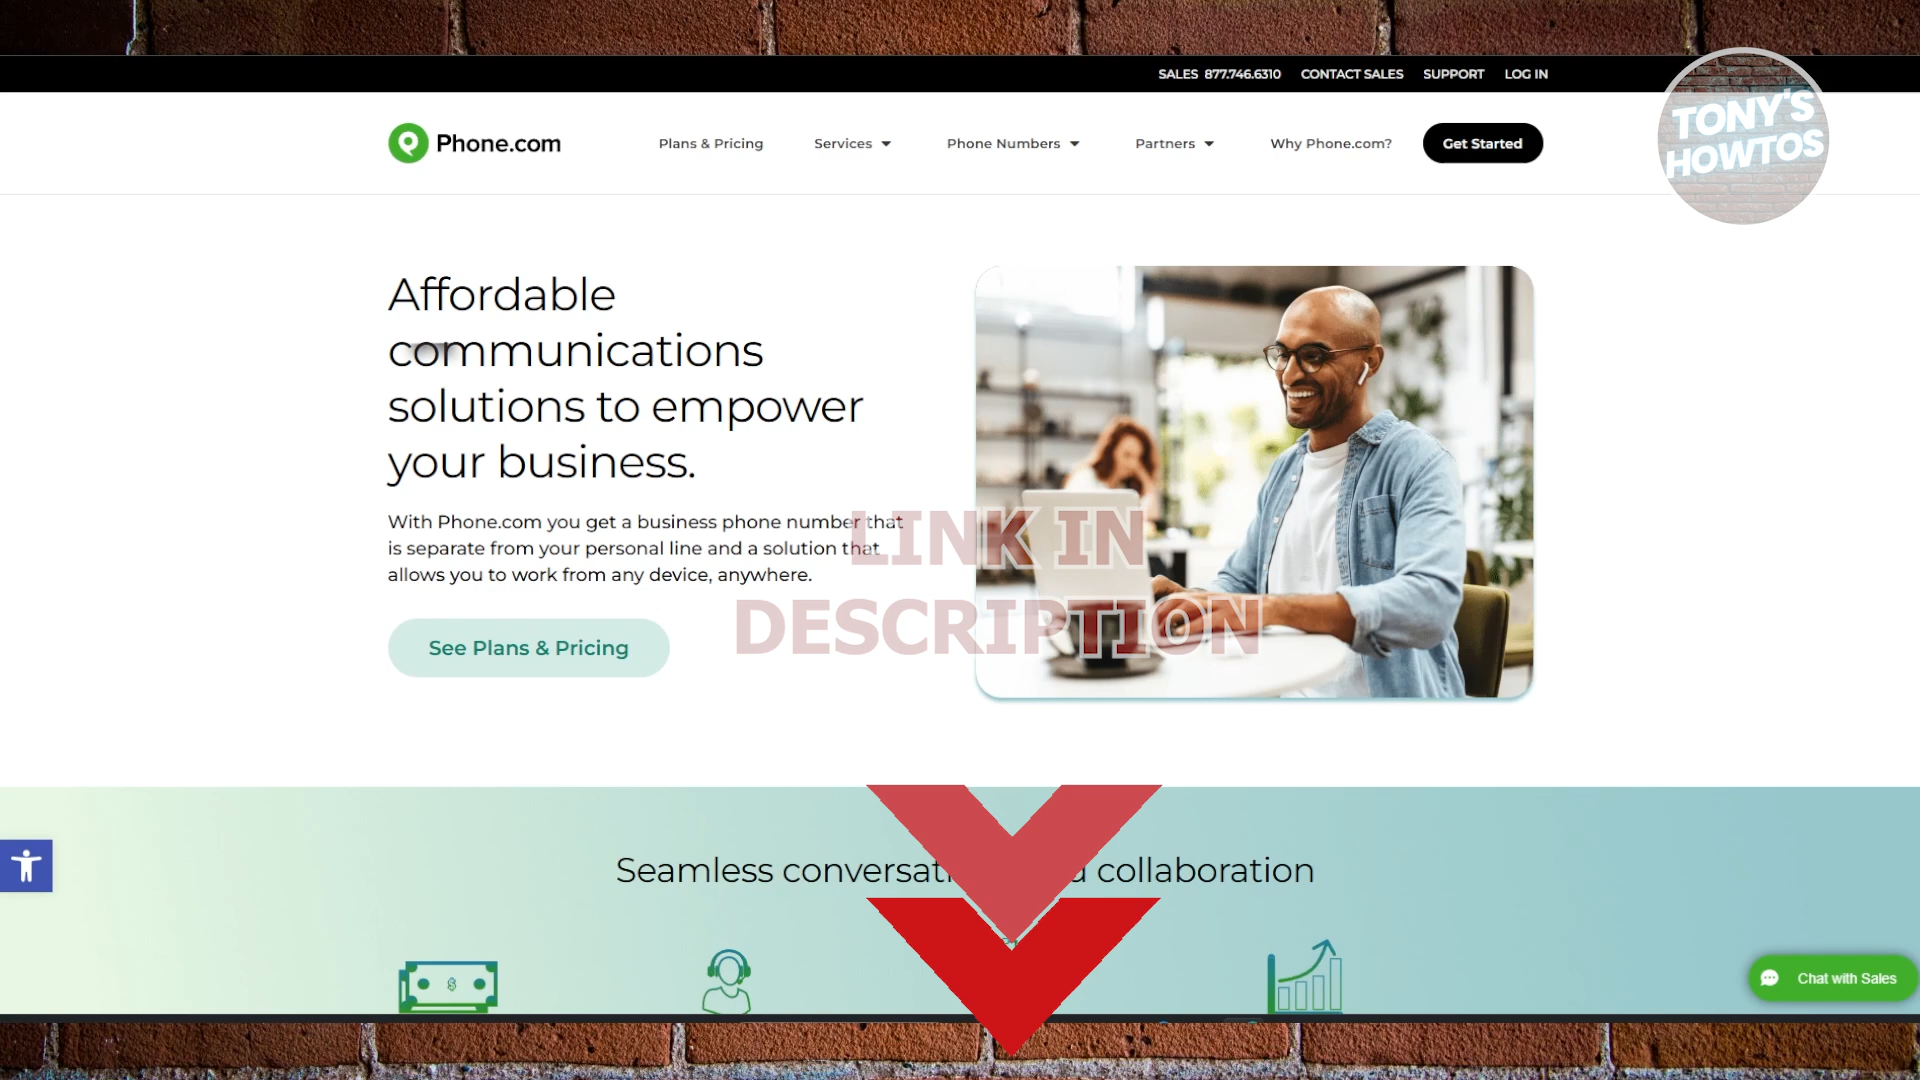 SALES 877.746.6310 CONTACT SALES SUPPORT LOG IN
TONY'S
HOWTOS
Phone.com Plans & Pricing Services Phone Numbers Partners Why Phone.com? Get Started
Affordable
communications
solutions to empower
your business.
With Phone.com you get a business phone number that
is separate from your personal line and a solution that
allows you to work from any device, anywhere.
LINK IN
DESCRIPTION
See Plans & Pricing
Seamless collaboration
Chat with Sales